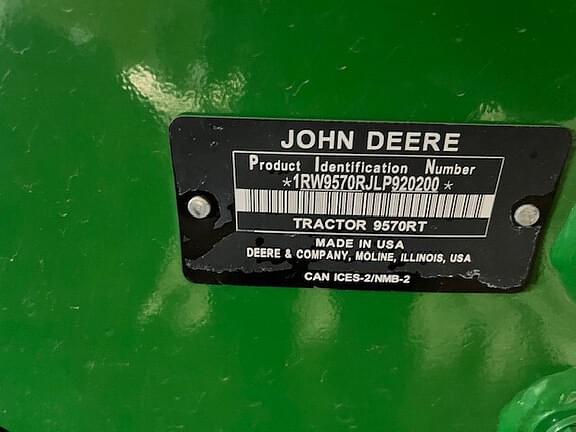 JOHN DEERE
Product Identification Number
*1RW9570RJLP920200*
TRACTOR 9570RT
MADE IN USA
DEERE & COMPANY, MOLINE, ILLINOIS, USA
CAN ICES-2/NMB-2